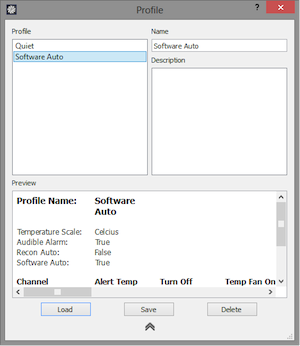 Profile
?
Profile
Name
Quiet
Software Auto
Software Auto
Description
Preview
Profile Name: Software Auto
Temperature Scale: Celcius
Audible Alarm: True
Recon Auto: False
Software Auto: True
Channel Alert Temp Turn Off Temp Fan On
Load Save Delete